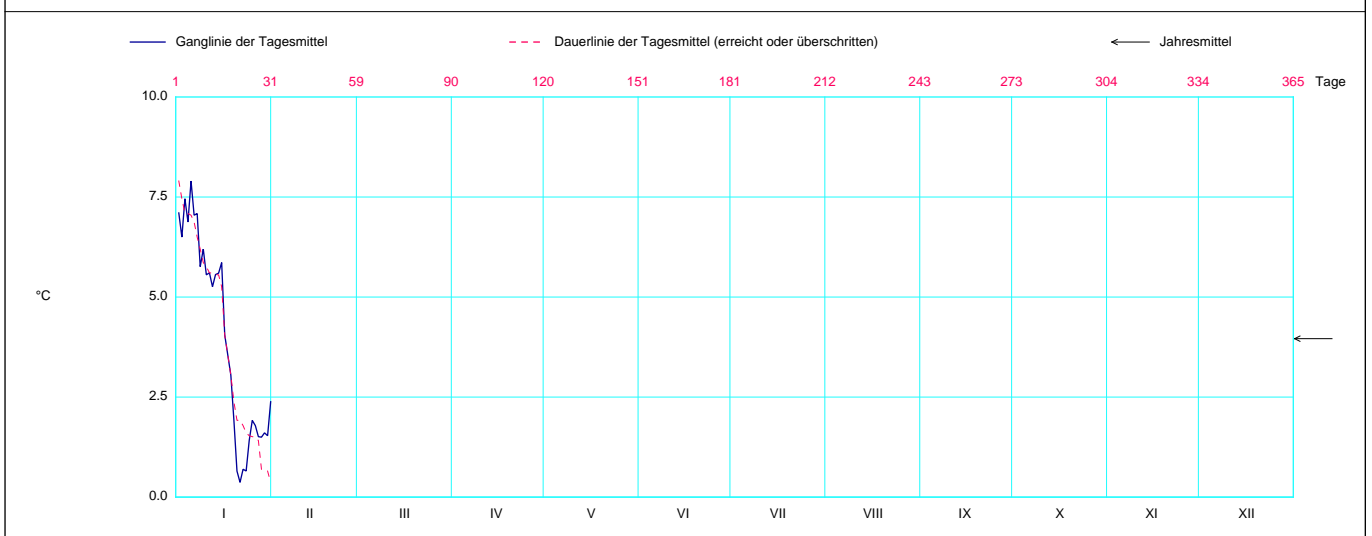 Ganglinie der Tagesmittel Dauerlinie der Tagesmittel (erreicht oder überschritten) Jahresmittel
1 31 59 90 120 151 181 212 243 273 304 334 365 Tage
10.0
7.5
5.0
°C
2.5
0.0
I II III IV V VI VII VIII IX X XI XII